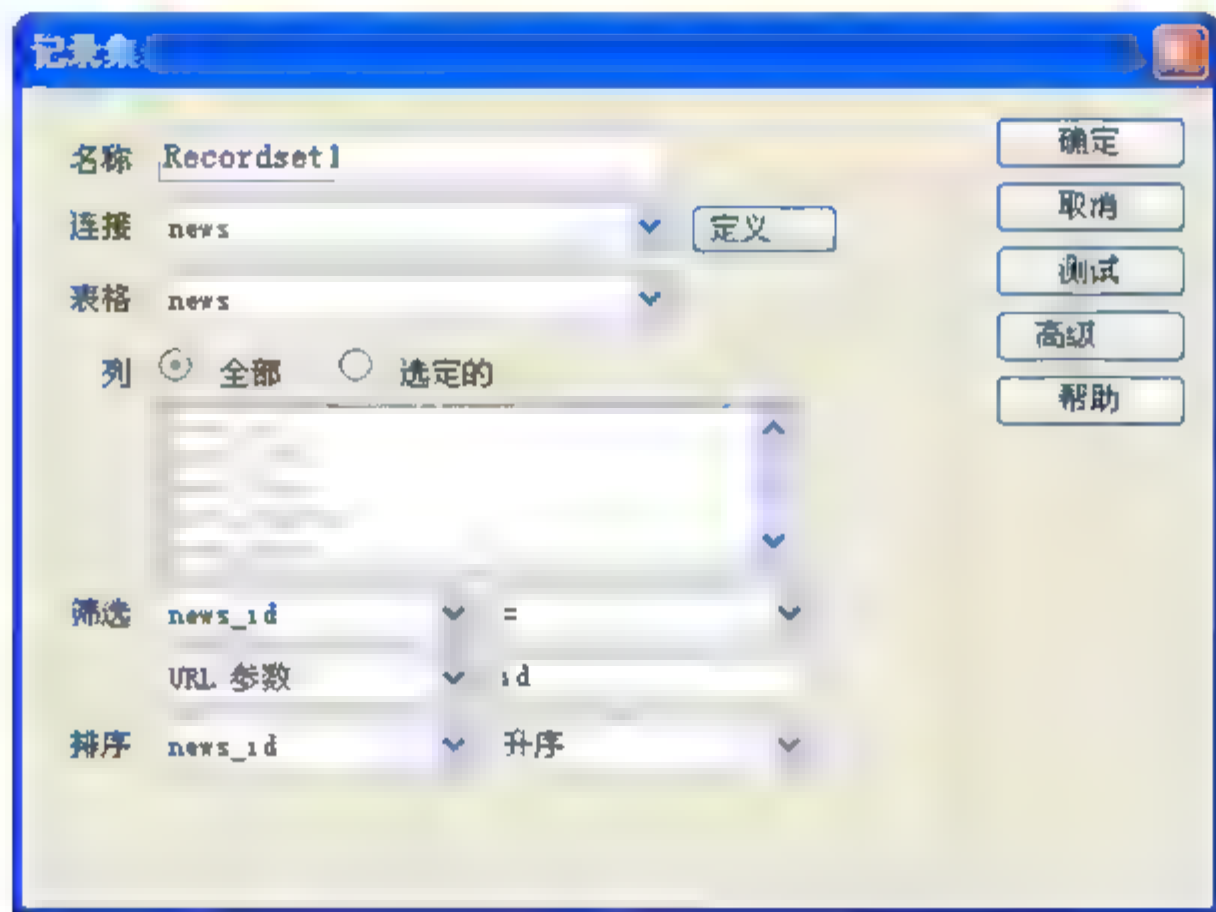 记录集
名称 Recordset1
连接 news 定义
表格 news
列 全部 选定的
筛选 news_id =
URL 参数 id
排序 news_id 升序
确定
取消
测试
高级
帮助